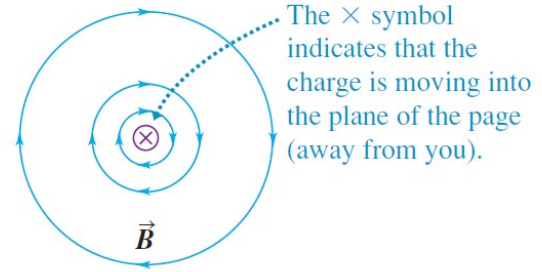 The × symbol
indicates that the
charge is moving into
the plane of the page
(away from you).
×
B⃗